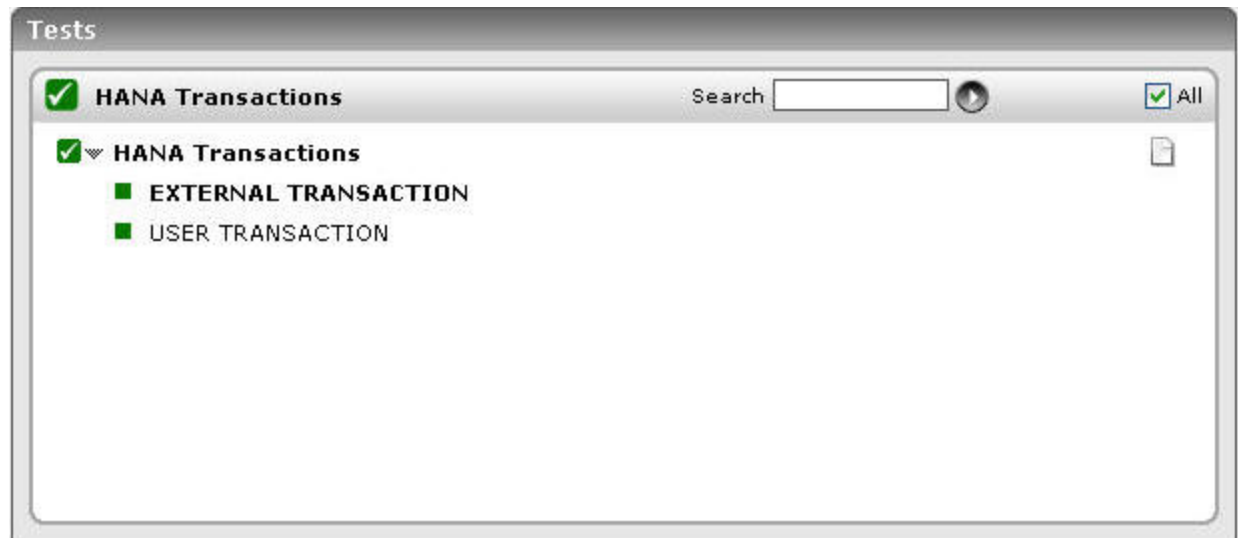 Tests
HANA Transactions Search All
HANA Transactions
EXTERNAL TRANSACTION
USER TRANSACTION